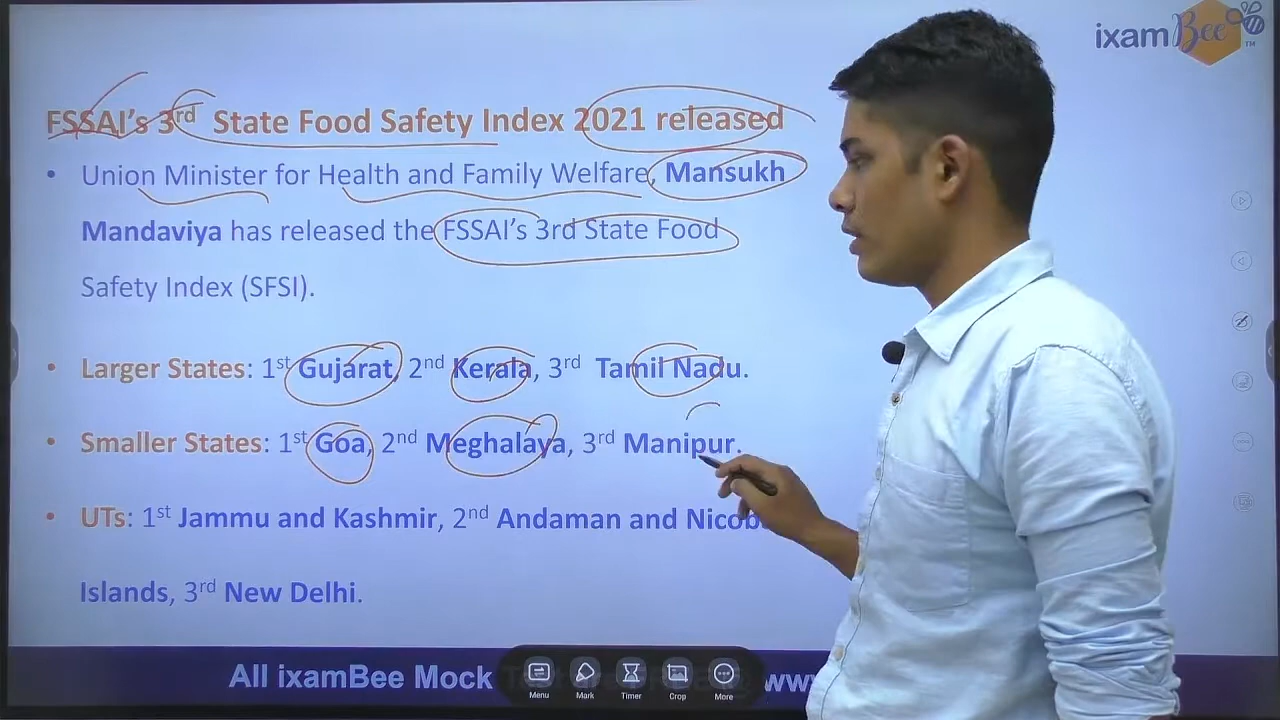 ixamBee
TM
FSSAI's 3rd State Food Safety Index 2021 released
• Union Minister for Health and Family Welfare, Mansukh
Mandaviya has released the FSSAI's 3rd State Food
Safety Index (SFSI).
• Larger States: 1st Gujarat, 2nd Kerala, 3rd Tamil Nadu.
• Smaller States: 1st Goa, 2nd Meghalaya, 3rd Manipur.
• UTs: 1st Jammu and Kashmir, 2nd Andaman and Nicob
Islands, 3rd New Delhi.
All ixamBee Mock
www
Menu
Mark
Timer
Crop
More